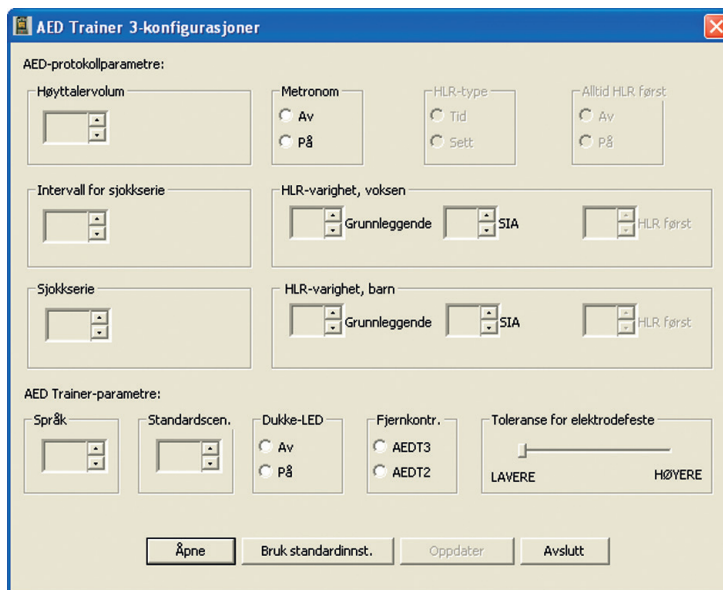 AED Trainer 3-konfigurasjoner
AED-protokollparametre:
Høyttalervolum
Metronom
HLR-type
Alltid HLR først
Av
Tid
Av
På
Sett
På
Intervall for sjokkserie
HLR-varighet, voksen
Grunnleggende
SIA
HLR først
Sjokkserie
HLR-varighet, barn
Grunnleggende
SIA
HLR først
AED Trainer-parametre:
Språk
Standardscen.
Dukke-LED
Fjernkontr.
Toleranse for elektrodefeste
Av
AEDT3
På
AEDT2
LAVERE
HØYERE
Åpne
Bruk standardinnst.
Oppdater
Avslutt